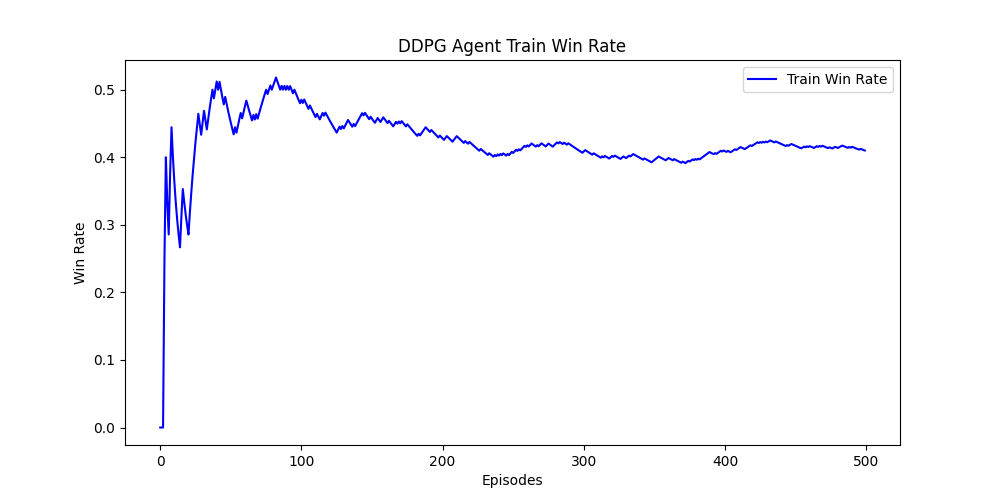 DDPG Agent Train Win Rate
Train Win Rate
Win Rate
0.5
0.4
0.3
0.2
0.1
0.0
0 100 200 300 400 500
Episodes